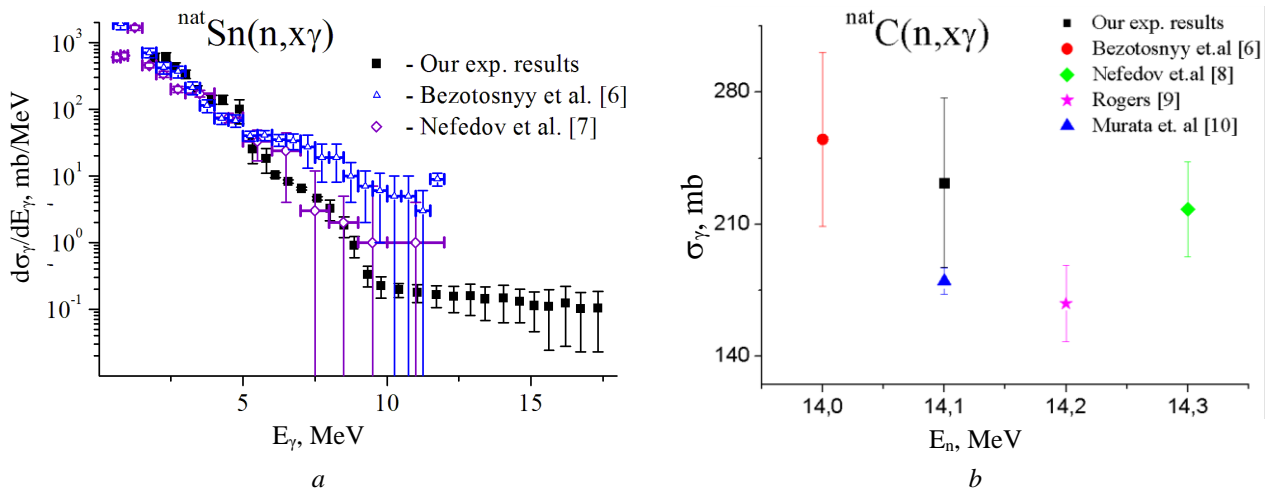 natSn(n,xγ)
- Our exp. results
- Bezotosnyy et al. [6]
- Nefedov et al. [7]
dσγ/dEγ, mb/MeV
10³
10²
10¹
10⁰
10⁻¹
5
10
15
Eγ, MeV
a
natC(n,xγ)
Our exp. results
Bezotosnyy et.al [6]
Nefedov et.al [8]
Rogers [9]
Murata et. al [10]
σγ, mb
280
210
140
14,0
14,1
14,2
14,3
En, MeV
b